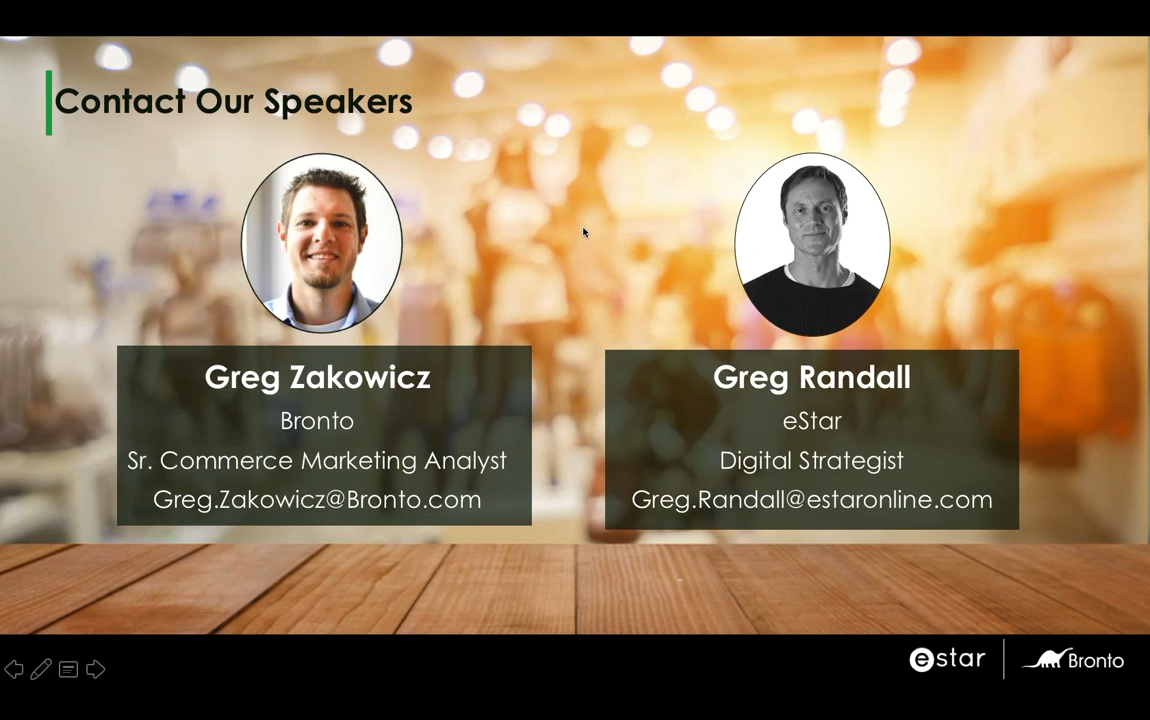 Contact Our Speakers
Greg Zakowicz
Bronto
Sr. Commerce Marketing Analyst
Greg.Zakowicz@Bronto.com
Greg Randall
eStar
Digital Strategist
Greg.Randall@estaronline.com
estar
Bronto